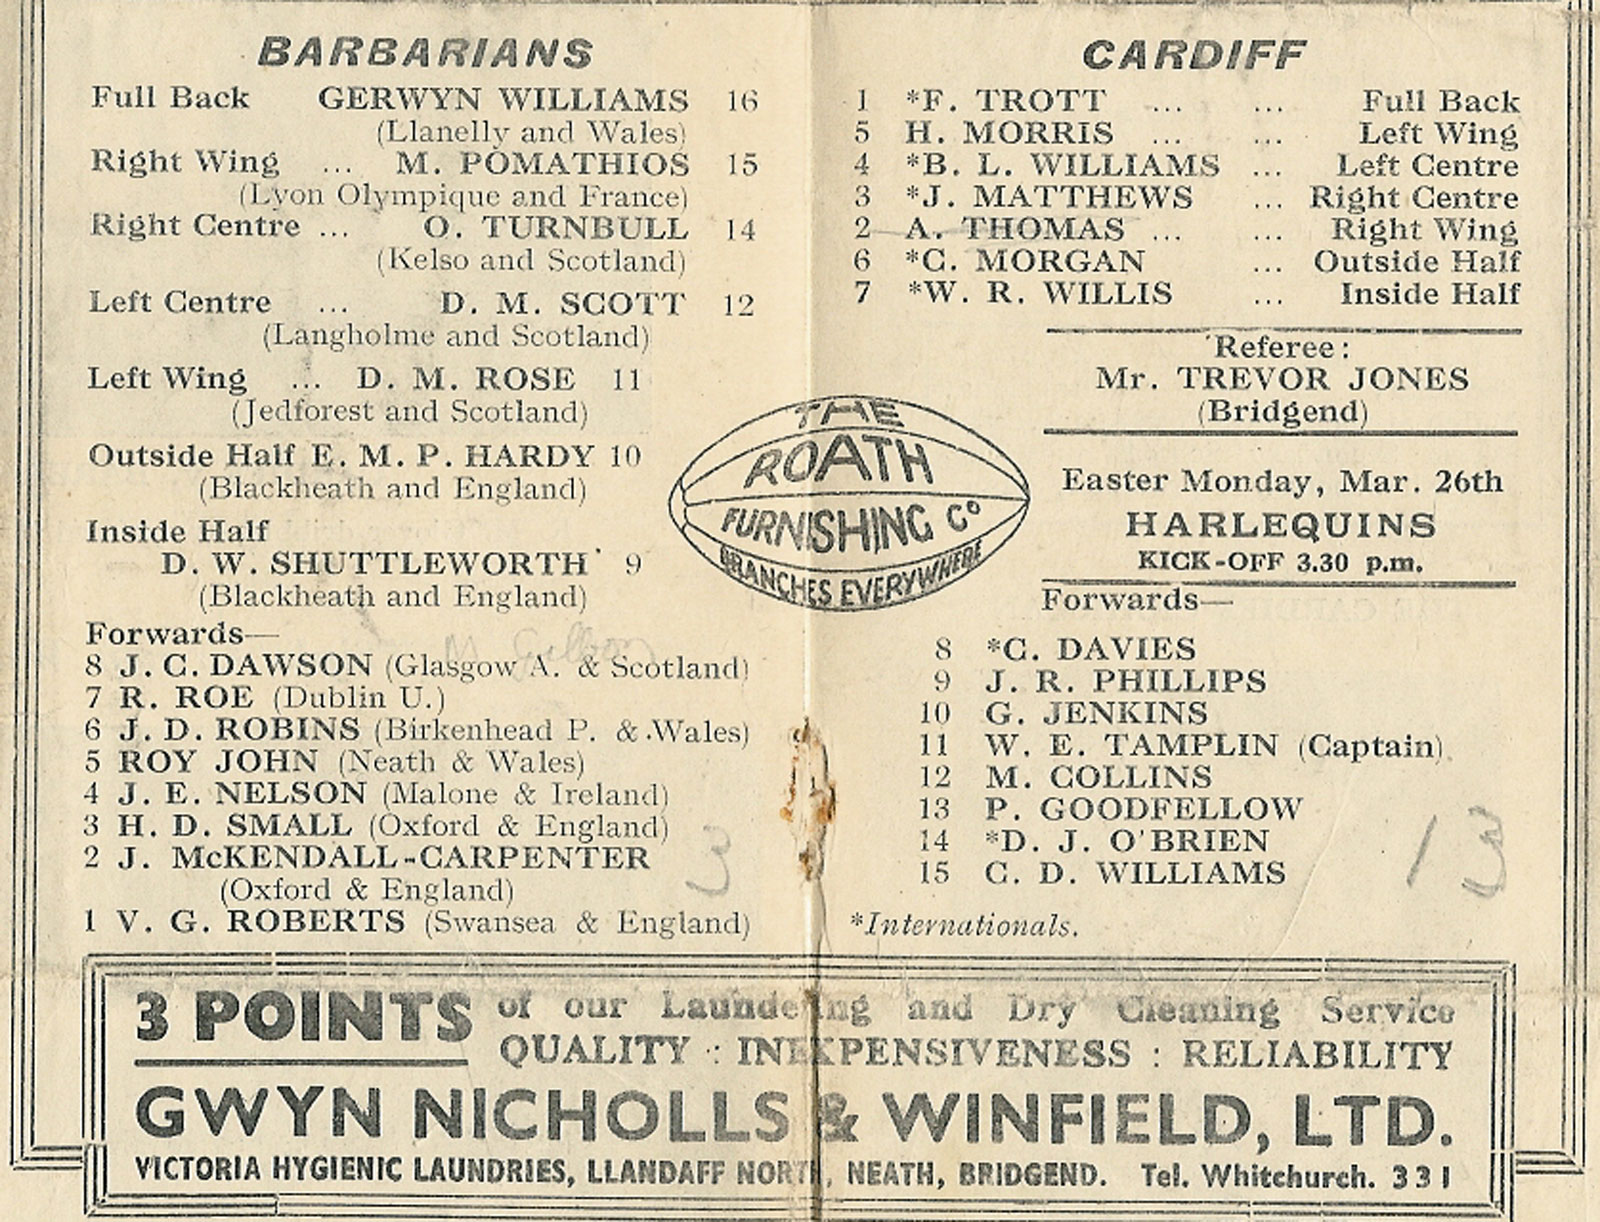 BARBARIANS
Full Back GERWYN WILLIAMS 16
(Llanelly and Wales)
Right Wing ... M. POMATHIOS 15
(Lyon Olympique and France)
Right Centre ... O. TURNBULL 14
(Kelso and Scotland)
Left Centre ... D. M. SCOTT 12
(Langholme and Scotland)
Left Wing ... D. M. ROSE 11
(Jedforest and Scotland)
Outside Half E. M. P. HARDY 10
(Blackheath and England)
Inside Half
D. W. SHUTTLEWORTH 9
(Blackheath and England)
Forwards—
8 J. C. DAWSON (Glasgow A. & Scotland)
7 R. ROE (Dublin U.)
6 J. D. ROBINS (Birkenhead P. & Wales)
5 ROY JOHN (Neath & Wales)
4 J. E. NELSON (Malone & Ireland)
3 H. D. SMALL (Oxford & England)
2 J. McKENDALL-CARPENTER
(Oxford & England)
1 V. G. ROBERTS (Swansea & England)
3
THE
ROATH
FURNISHING Co
BRANCHES EVERYWHERE
CARDIFF
1 *F. TROTT ... ... Full Back
5 H. MORRIS ... ... Left Wing
4 *B. L. WILLIAMS ... Left Centre
3 *J. MATTHEWS ... Right Centre
2 A. THOMAS ... ... Right Wing
6 *C. MORGAN ... Outside Half
7 *W. R. WILLIS ... Inside Half
Referee:
Mr. TREVOR JONES
(Bridgend)
Easter Monday, Mar. 26th
HARLEQUINS
KICK-OFF 3.30 p.m.
Forwards—
8 *C. DAVIES
9 J. R. PHILLIPS
10 G. JENKINS
11 W. E. TAMPLIN (Captain)
12 M. COLLINS
13 P. GOODFELLOW
14 *D. J. O'BRIEN
15 C. D. WILLIAMS
13
*Internationals.
3 POINTS of our Laundering and Dry Cleaning Service
QUALITY : INEXPENSIVENESS : RELIABILITY
GWYN NICHOLLS & WINFIELD, LTD.
VICTORIA HYGIENIC LAUNDRIES, LLANDAFF NORTH, NEATH, BRIDGEND. Tel. Whitchurch. 331